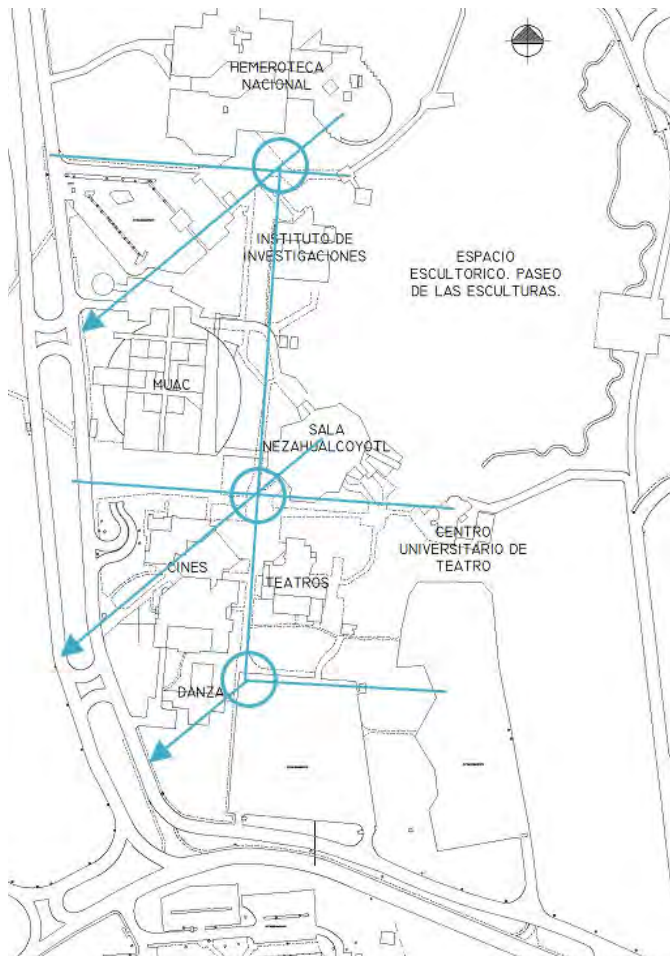 HEMEROTECA
NACIONAL
INSTITUTO DE
INVESTIGACIONES
ESPACIO
ESCULTORICO. PASEO
DE LAS ESCULTURAS.
MUAC
SALA
NEZAHUALCOYOTL
CENTRO
UNIVERSITARIO DE
TEATRO
CINES
TEATROS
DANZA